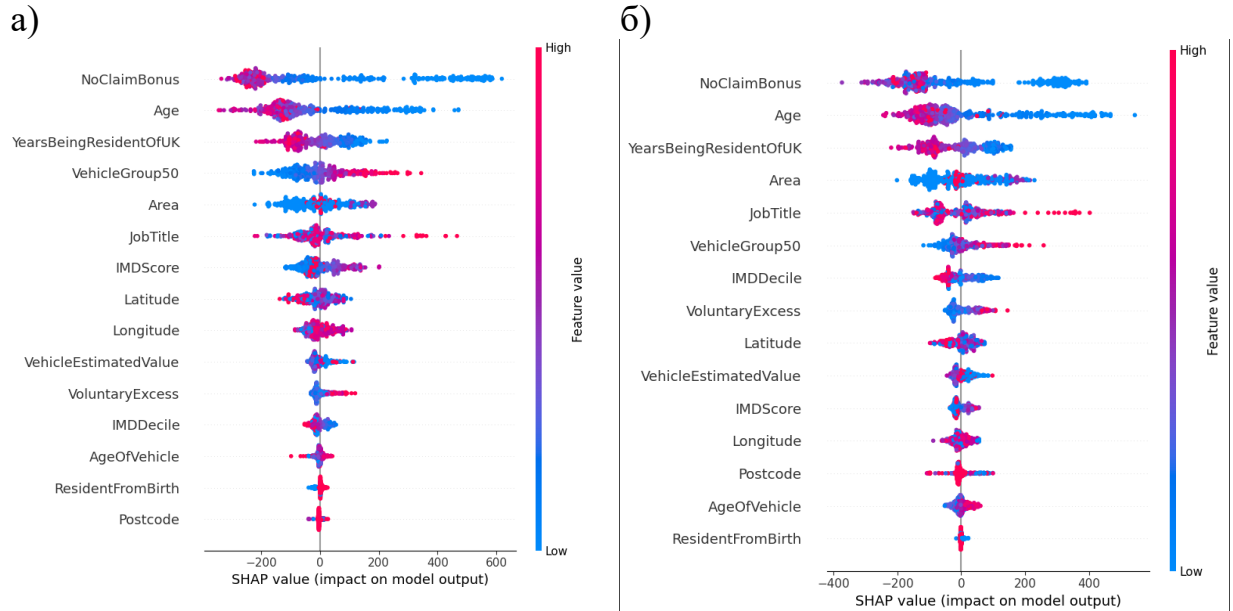 а)
High
NoClaimBonus
Age
YearsBeingResidentOfUK
VehicleGroup50
Area
JobTitle
IMDScore
Latitude
Longitude
VehicleEstimatedValue
VoluntaryExcess
IMDDecile
AgeOfVehicle
ResidentFromBirth
Postcode
Feature value
Low
−200 0 200 400 600
SHAP value (impact on model output)
б)
High
NoClaimBonus
Age
YearsBeingResidentOfUK
Area
JobTitle
VehicleGroup50
IMDDecile
VoluntaryExcess
Latitude
VehicleEstimatedValue
IMDScore
Longitude
Postcode
AgeOfVehicle
ResidentFromBirth
Feature value
Low
−400 −200 0 200 400
SHAP value (impact on model output)